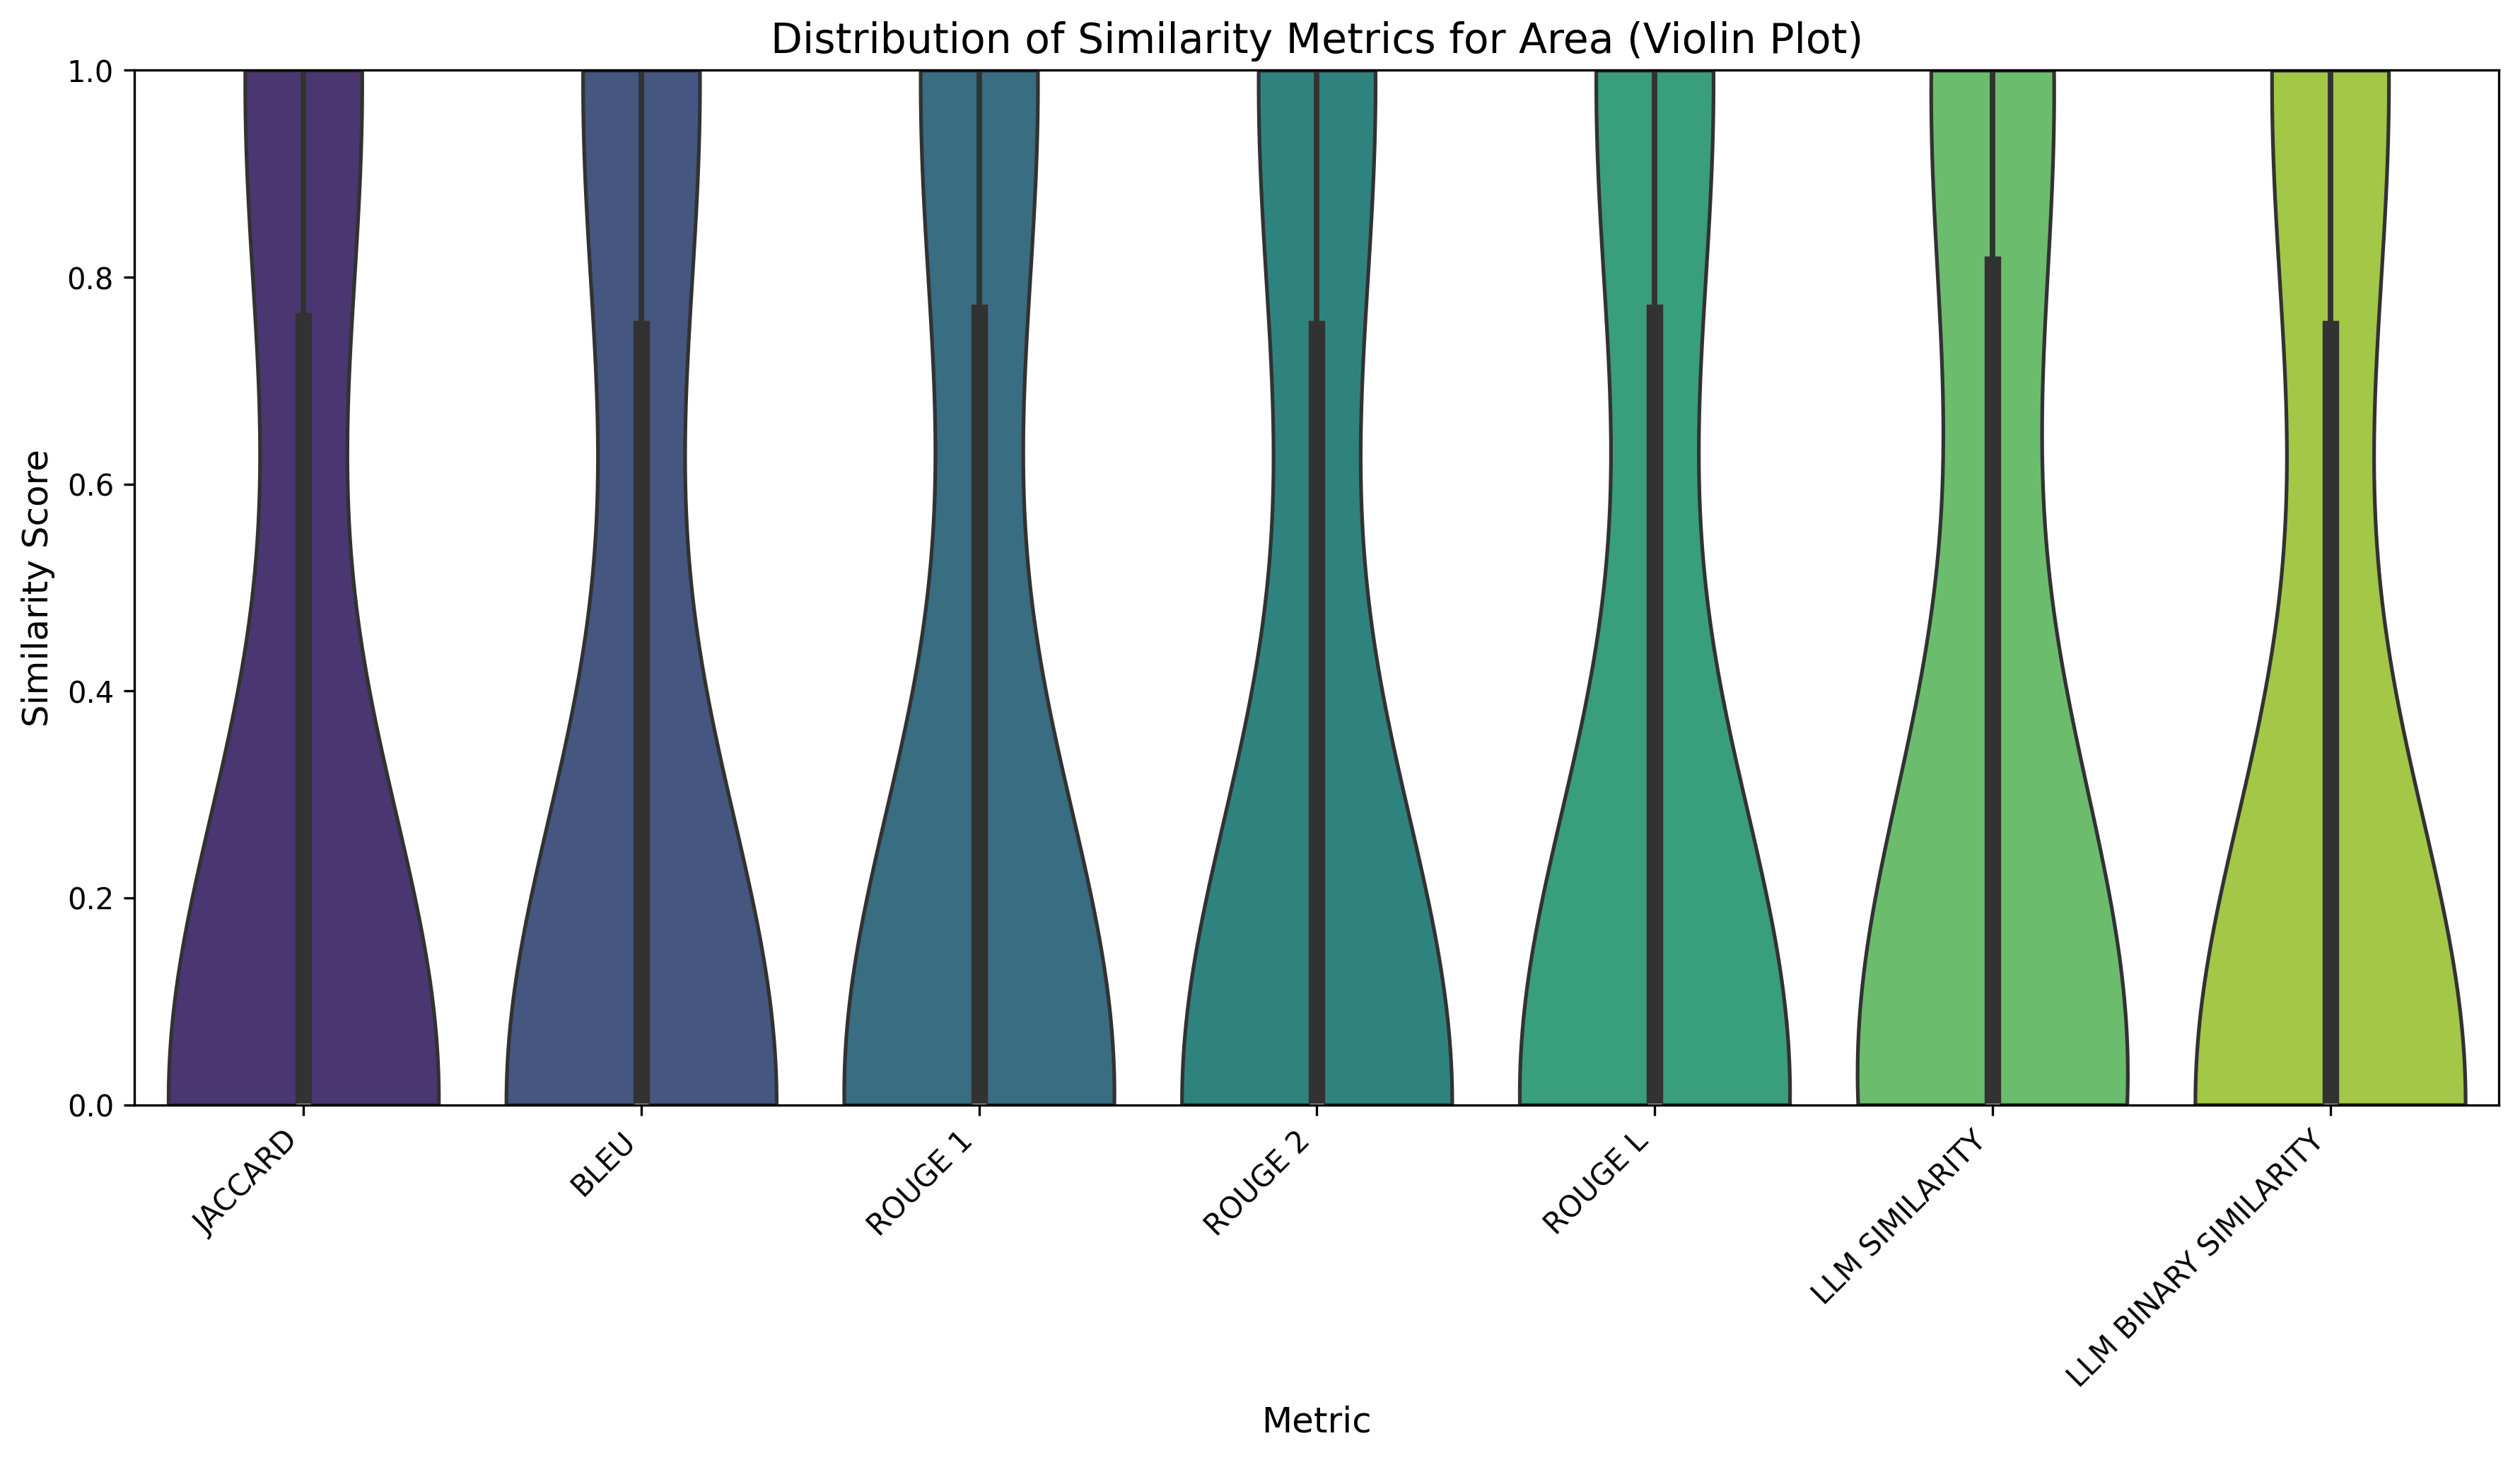 Distribution of Similarity Metrics for Area (Violin Plot)
1.0
0.8
0.6
0.4
0.2
0.0
Similarity Score
JACCARD
BLEU
ROUGE 1
ROUGE 2
ROUGE L
LLM SIMILARITY
LLM BINARY SIMILARITY
Metric